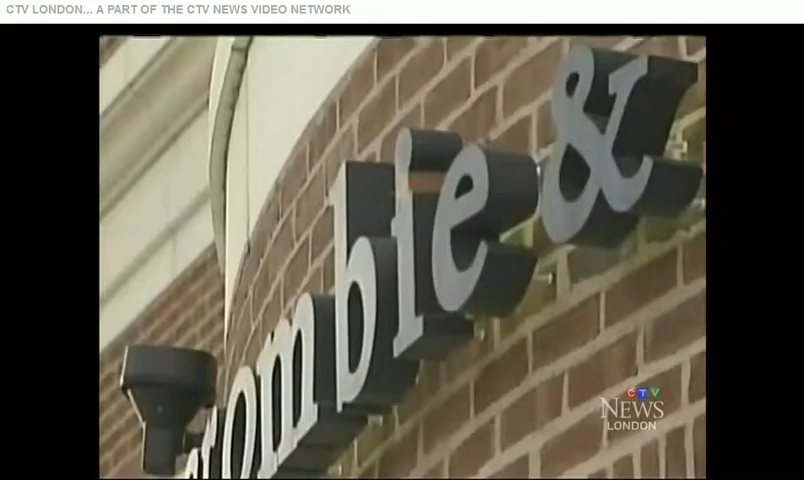 CTV LONDON... A PART OF THE CTV NEWS VIDEO NETWORK
ombie &
CTV
NEWS
LONDON